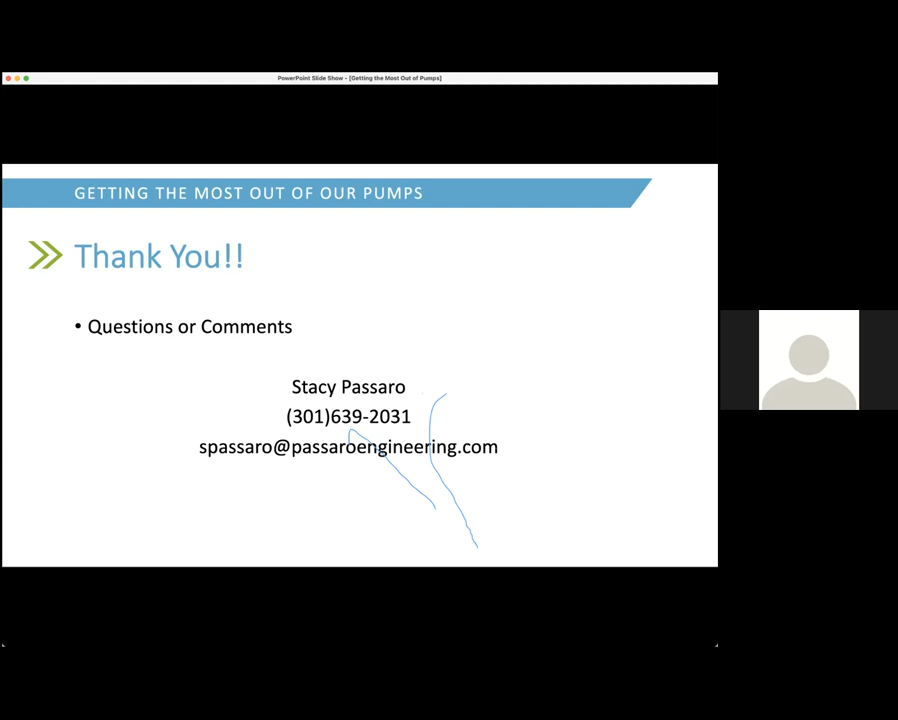 PowerPoint Slide Show - [Getting the Most Out of Pumps]
GETTING THE MOST OUT OF OUR PUMPS
Thank You!!
• Questions or Comments
Stacy Passaro
(301)639-2031
spassaro@passaroengineering.com